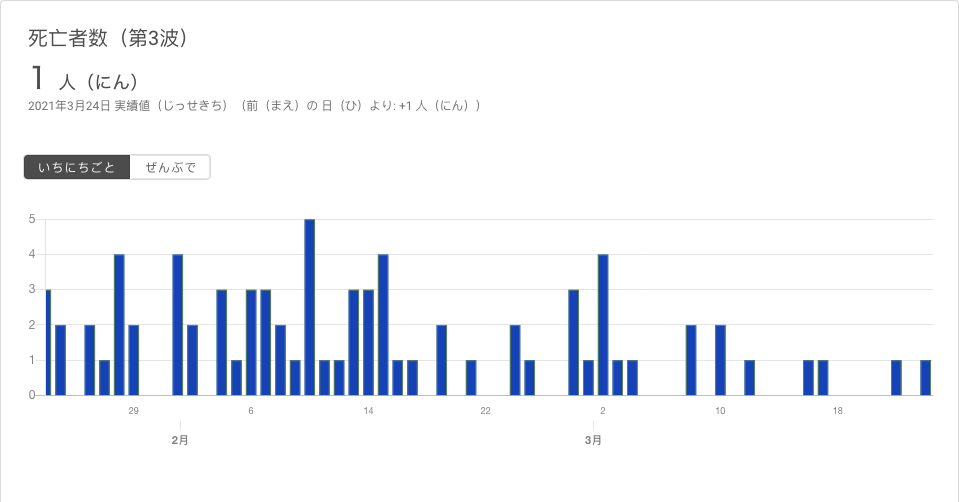 死亡者数（第3波）
1 人（にん）
2021年3月24日 実績値（じっせきち）（前（まえ）の 日（ひ）より: +1 人（にん））
いちにちごと ぜんぶで
5
4
3
2
1
0
29 6 14 22 2 10 18
2月 3月